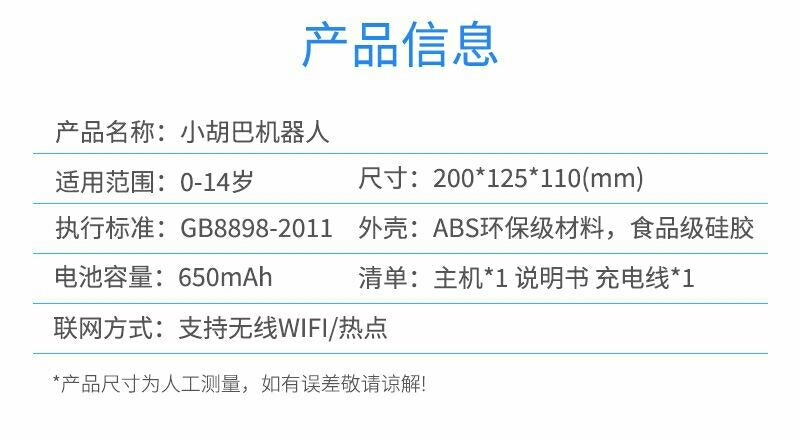 产品信息
产品名称：小胡巴机器人
适用范围：0-14岁 尺寸：200*125*110(mm)
执行标准：GB8898-2011 外壳：ABS环保级材料，食品级硅胶
电池容量：650mAh 清单：主机*1 说明书 充电线*1
联网方式：支持无线WIFI/热点
*产品尺寸为人工测量，如有误差敬请谅解!